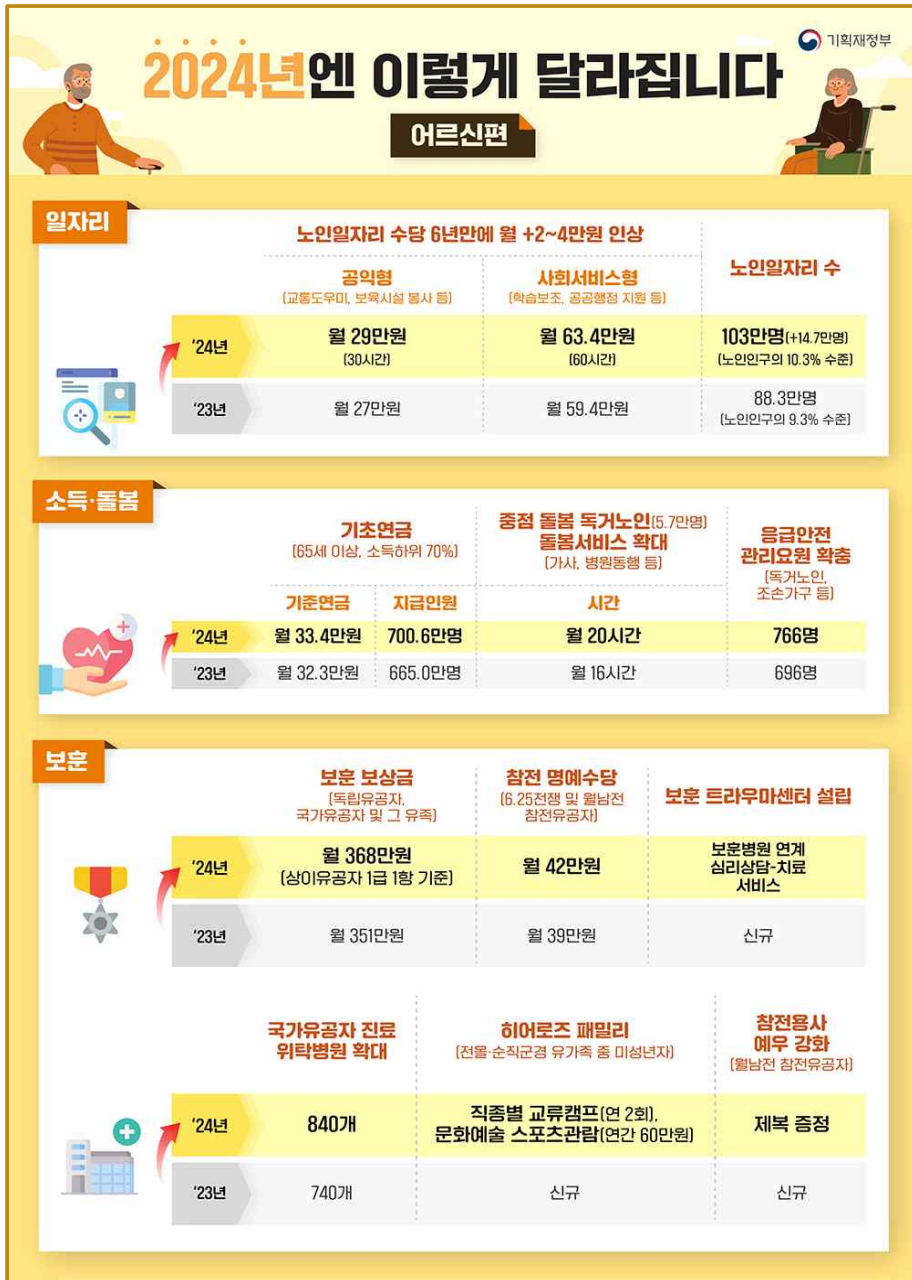 기획재정부
2024년엔 이렇게 달라집니다
어르신편
일자리
노인일자리 수당 6년만에 월 +2~4만원 인상
노인일자리 수
공익형
(교통도우미, 보육시설 봉사 등)
사회서비스형
(학습보조, 공공행정 지원 등)
'24년
월 29만원
(30시간)
월 63.4만원
(60시간)
103만명(+14.7만명)
(노인인구의 10.3% 수준)
'23년
월 27만원
월 59.4만원
88.3만명
(노인인구의 9.3% 수준)
소득·돌봄
기초연금
(65세 이상, 소득하위 70%)
중점 돌봄 독거노인(5.7만명)
돌봄서비스 확대
(가사, 병원동행 등)
응급안전
관리요원 확충
(독거노인,
조손가구 등)
기준연금
지급인원
시간
'24년
월 33.4만원
700.6만명
월 20시간
766명
'23년
월 32.3만원
665.0만명
월 16시간
696명
보훈
보훈 보상금
(독립유공자,
국가유공자 및 그 유족)
참전 명예수당
(6.25전쟁 및 월남전
참전유공자)
보훈 트라우마센터 설립
'24년
월 368만원
(상이유공자 1급 1항 기준)
월 42만원
보훈병원 연계
심리상담-치료
서비스
'23년
월 351만원
월 39만원
신규
국가유공자 진료
위탁병원 확대
히어로즈 패밀리
(전몰·순직군경 유가족 중 미성년자)
참전용사
예우 강화
(월남전 참전유공자)
'24년
840개
직종별 교류캠프(연 2회),
문화예술 스포츠관람(연간 60만원)
제복 증정
'23년
740개
신규
신규